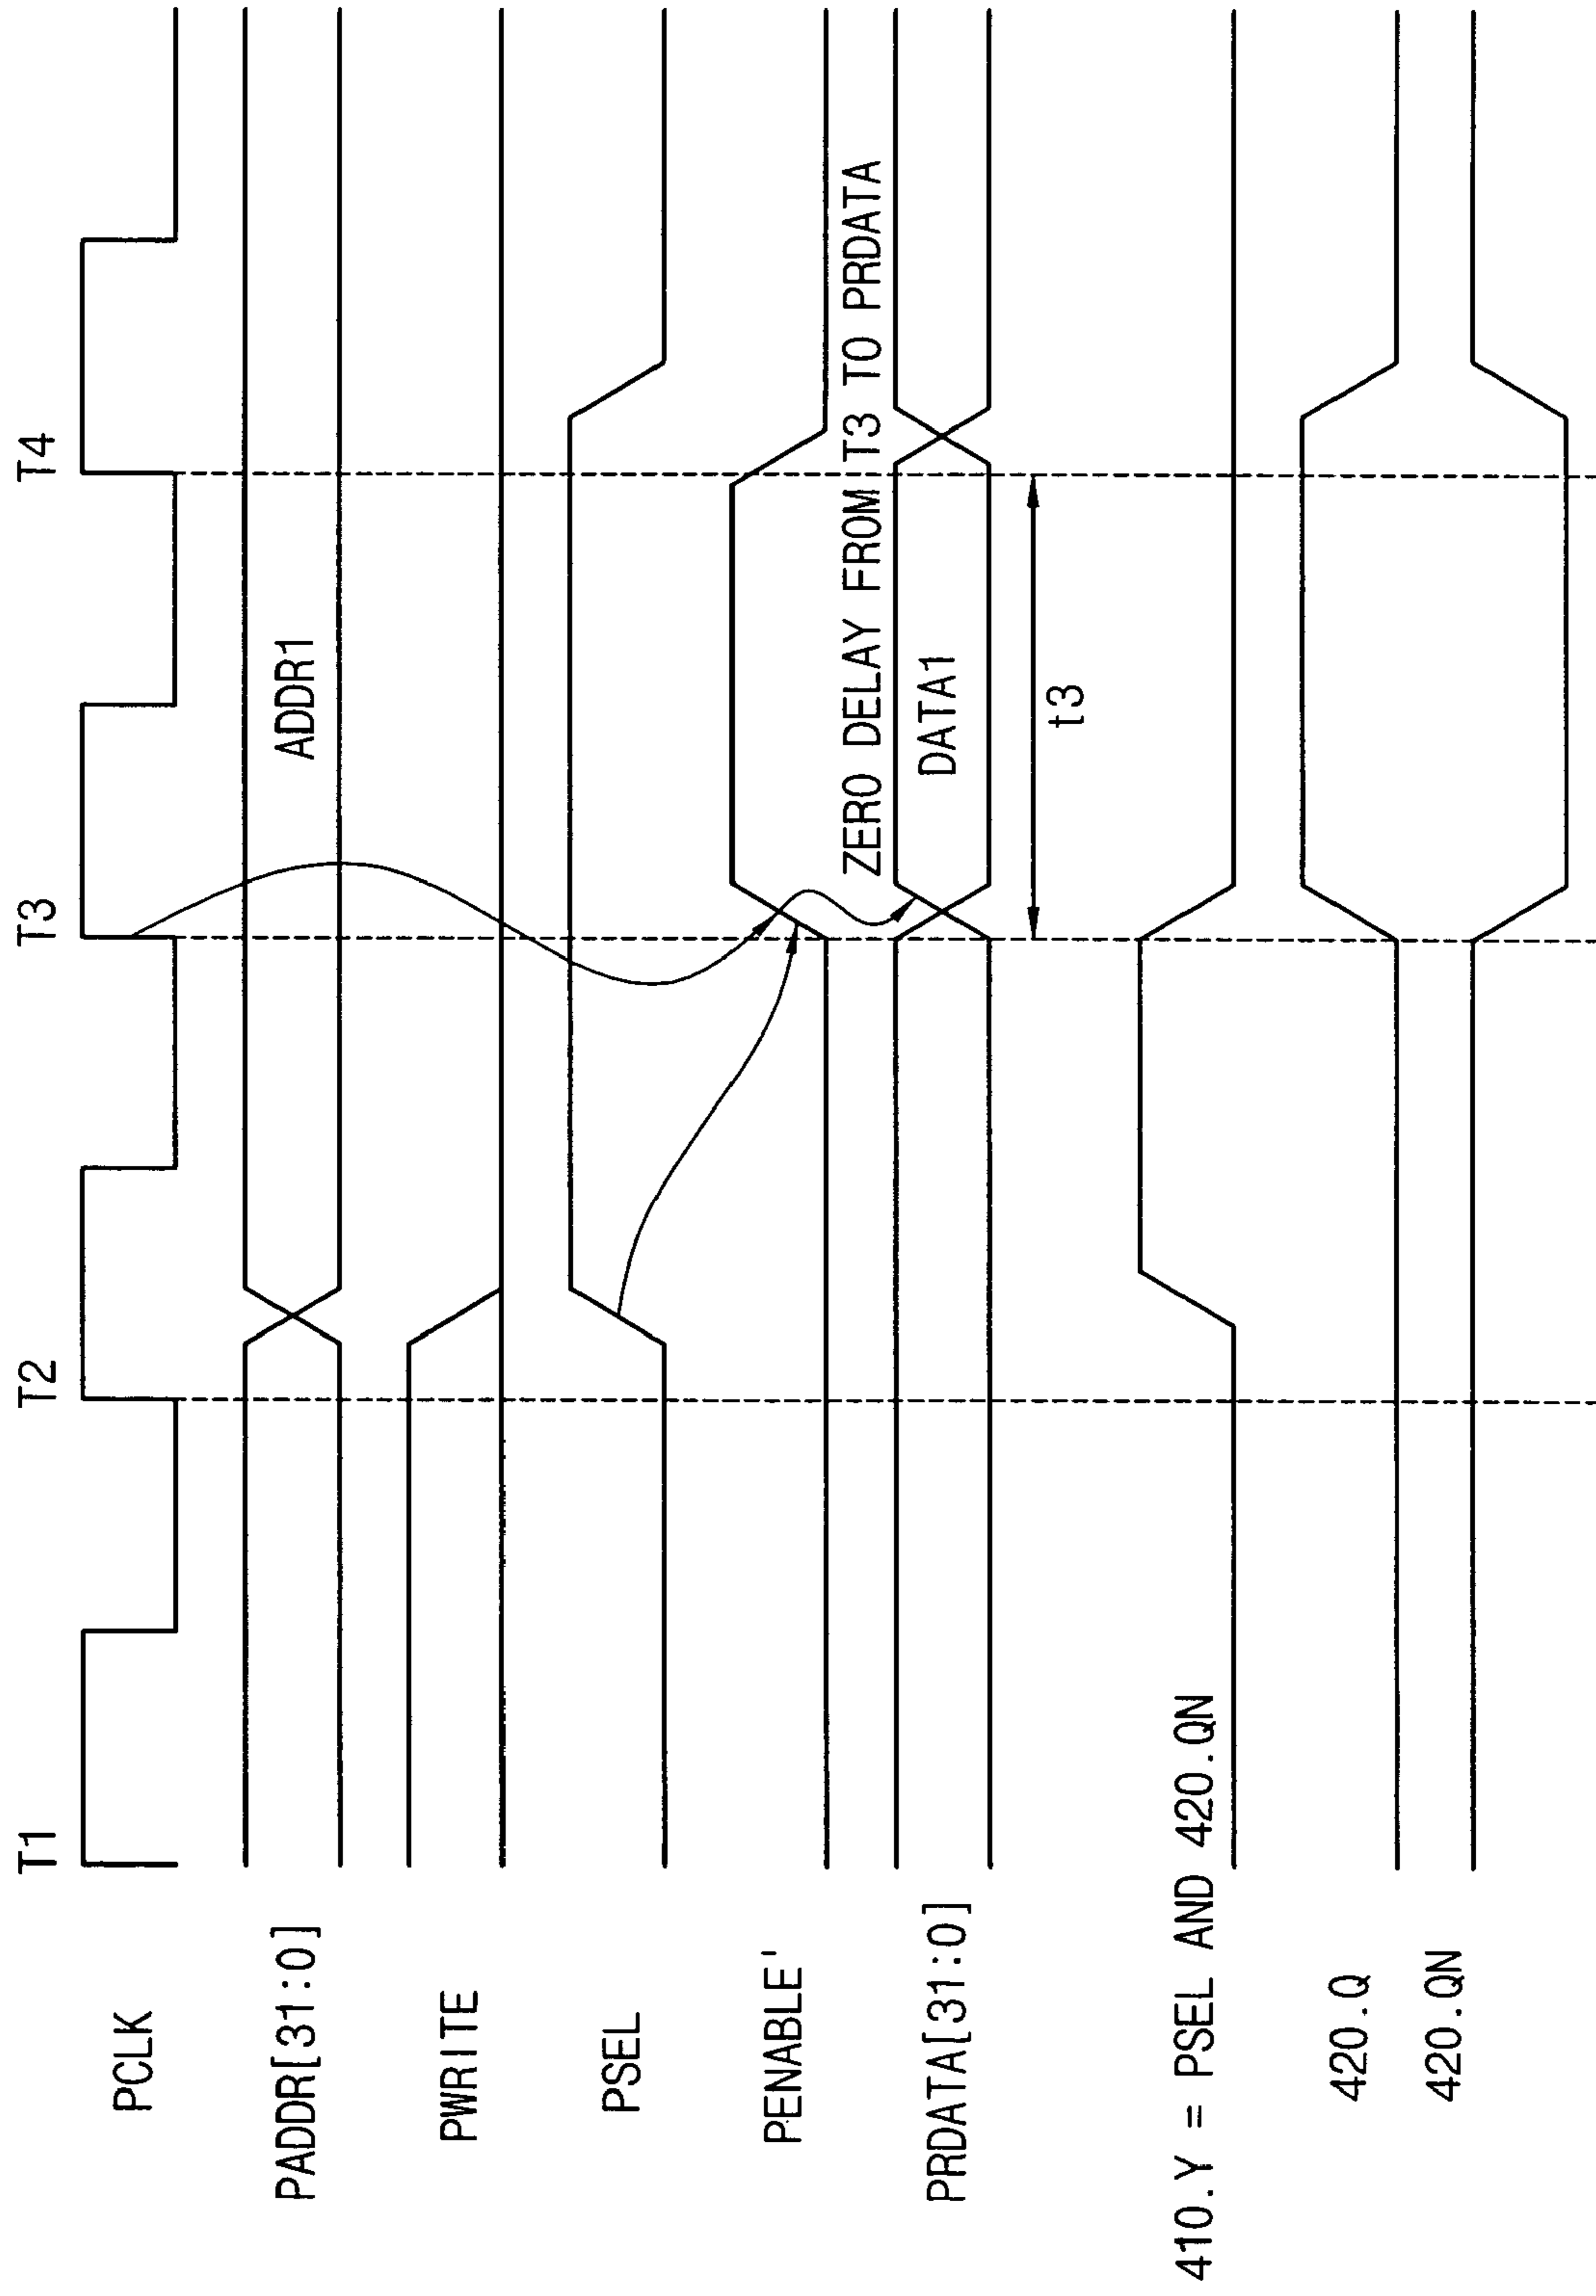 T1
T2
T3
T4
PCLK
PADDR[31:0]
ADDR1
PWRITE
PSEL
PENABLE'
ZERO DELAY FROM T3 TO PRDATA
PRDATA[31:0]
DATA1
t3
410.Y = PSEL AND 420.QN
420.Q
420.QN